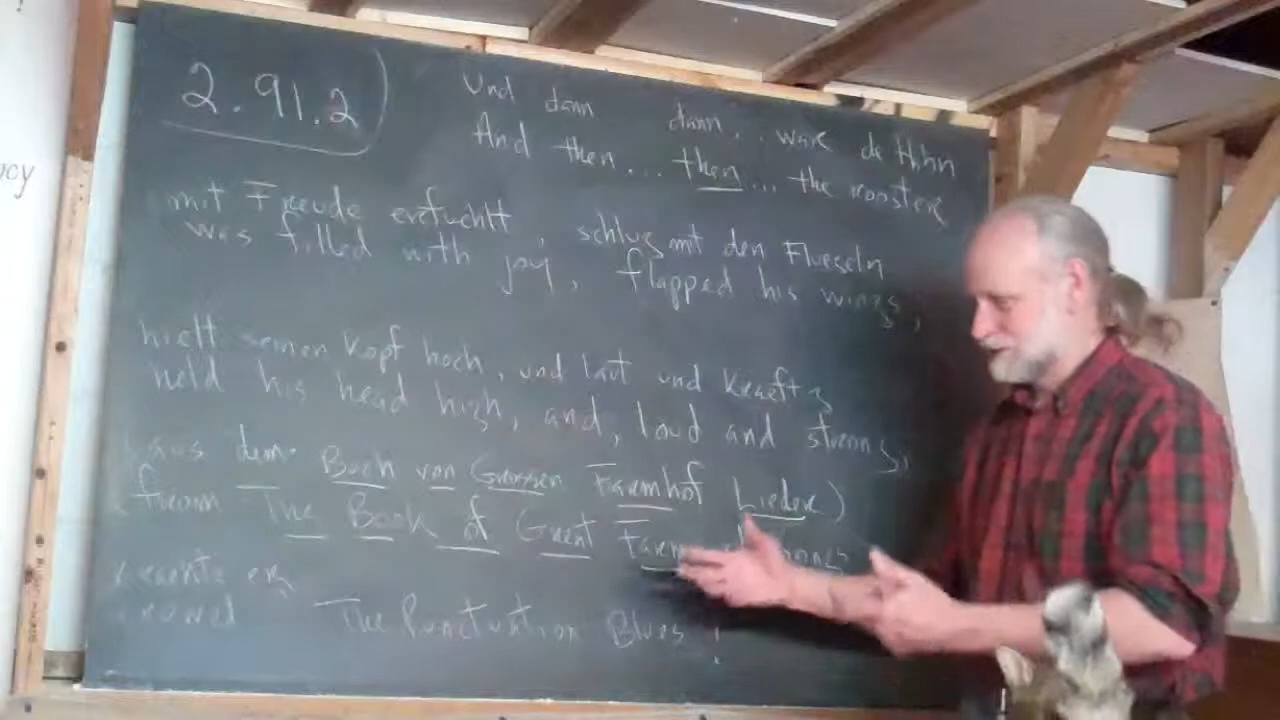 2.91.2)
Und dann dann... war de Hahn
And then... then... the rooster
mit Freude erfuchtt, schlug mit den Fluegeln
was filled with joy, flapped his wings,
hielt seinen Kopf hoch, und laut und Kraeftg
held his head high, and, loud and strong,
(aus dem Buch von Grossen Farmhof Lieder)
(from The Book of Great
kraehte er
crowed The Punctuation Blues!